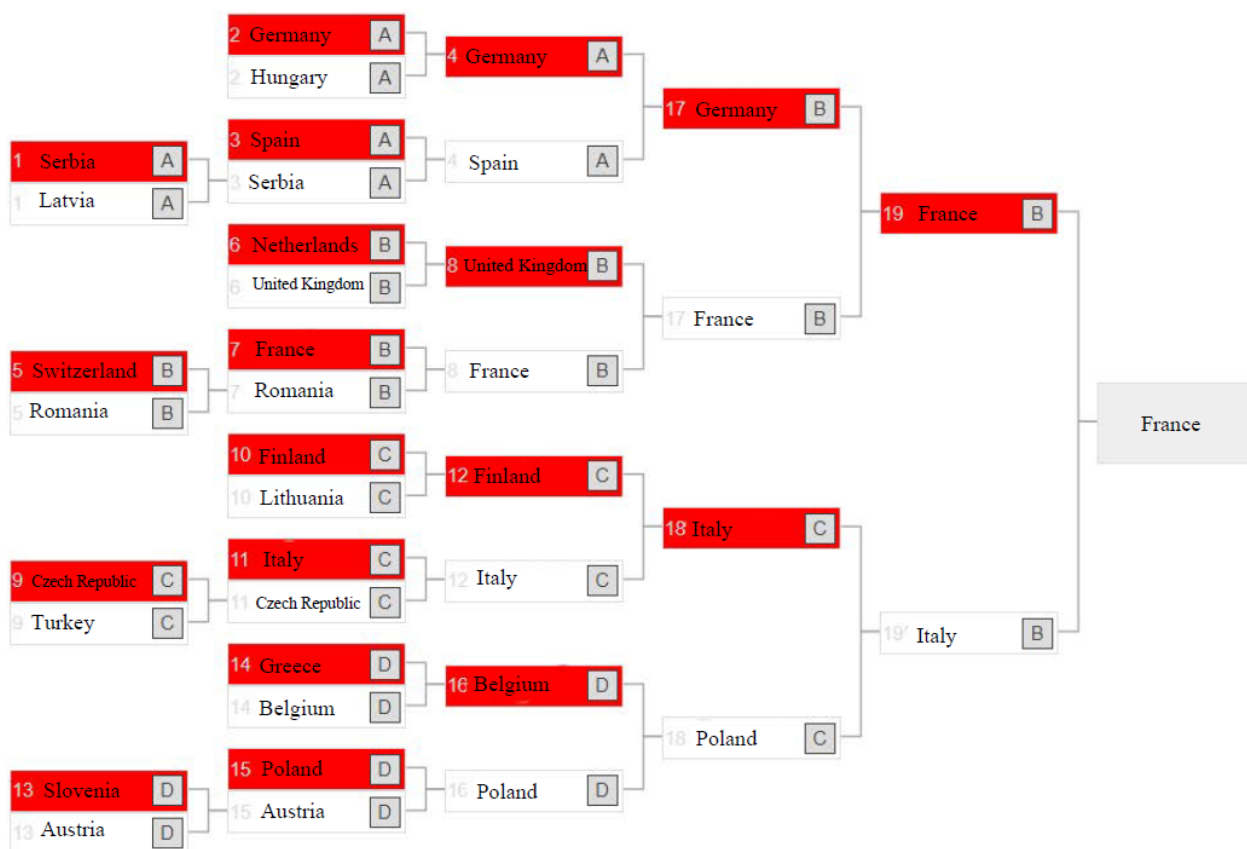 2 Germany A
2 Hungary A
4 Germany A
17 Germany B
3 Spain A
3 Serbia A
4 Spain A
1 Serbia A
1 Latvia A
19 France B
6 Netherlands B
6 United Kingdom B
8 United Kingdom B
17 France B
7 France B
7 Romania B
8 France B
5 Switzerland B
5 Romania B
France
10 Finland C
10 Lithuania C
12 Finland C
18 Italy C
11 Italy C
11 Czech Republic C
12 Italy C
9 Czech Republic C
9 Turkey C
19 Italy B
14 Greece D
14 Belgium D
16 Belgium D
18 Poland C
15 Poland D
15 Austria D
16 Poland D
13 Slovenia D
13 Austria D